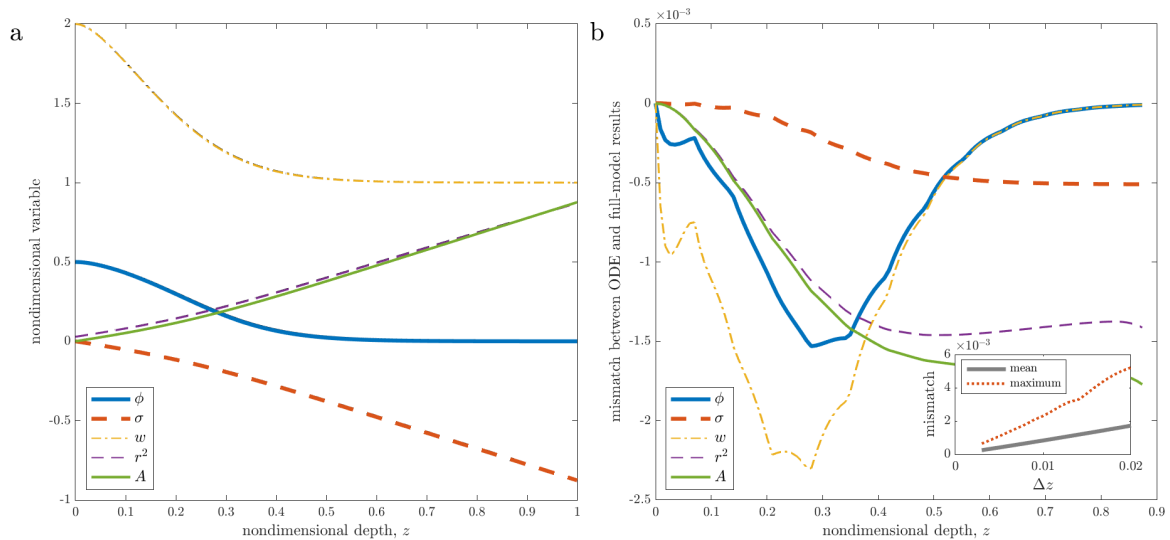 a
nondimensional variable
2
1.5
1
0.5
0
-0.5
-1
ϕ
σ
w
r²
A
0 0.1 0.2 0.3 0.4 0.5 0.6 0.7 0.8 0.9 1
nondimensional depth, z
b
×10⁻³
mismatch between ODE and full-model results
0.5
0
-0.5
-1
-1.5
-2
-2.5
ϕ
σ
w
r²
A
0 0.1 0.2 0.3 0.4 0.5 0.6 0.7 0.8 0.9
nondimensional depth, z
×10⁻³
mismatch
6
4
2
0
mean
maximum
0 0.01 0.02
Δz